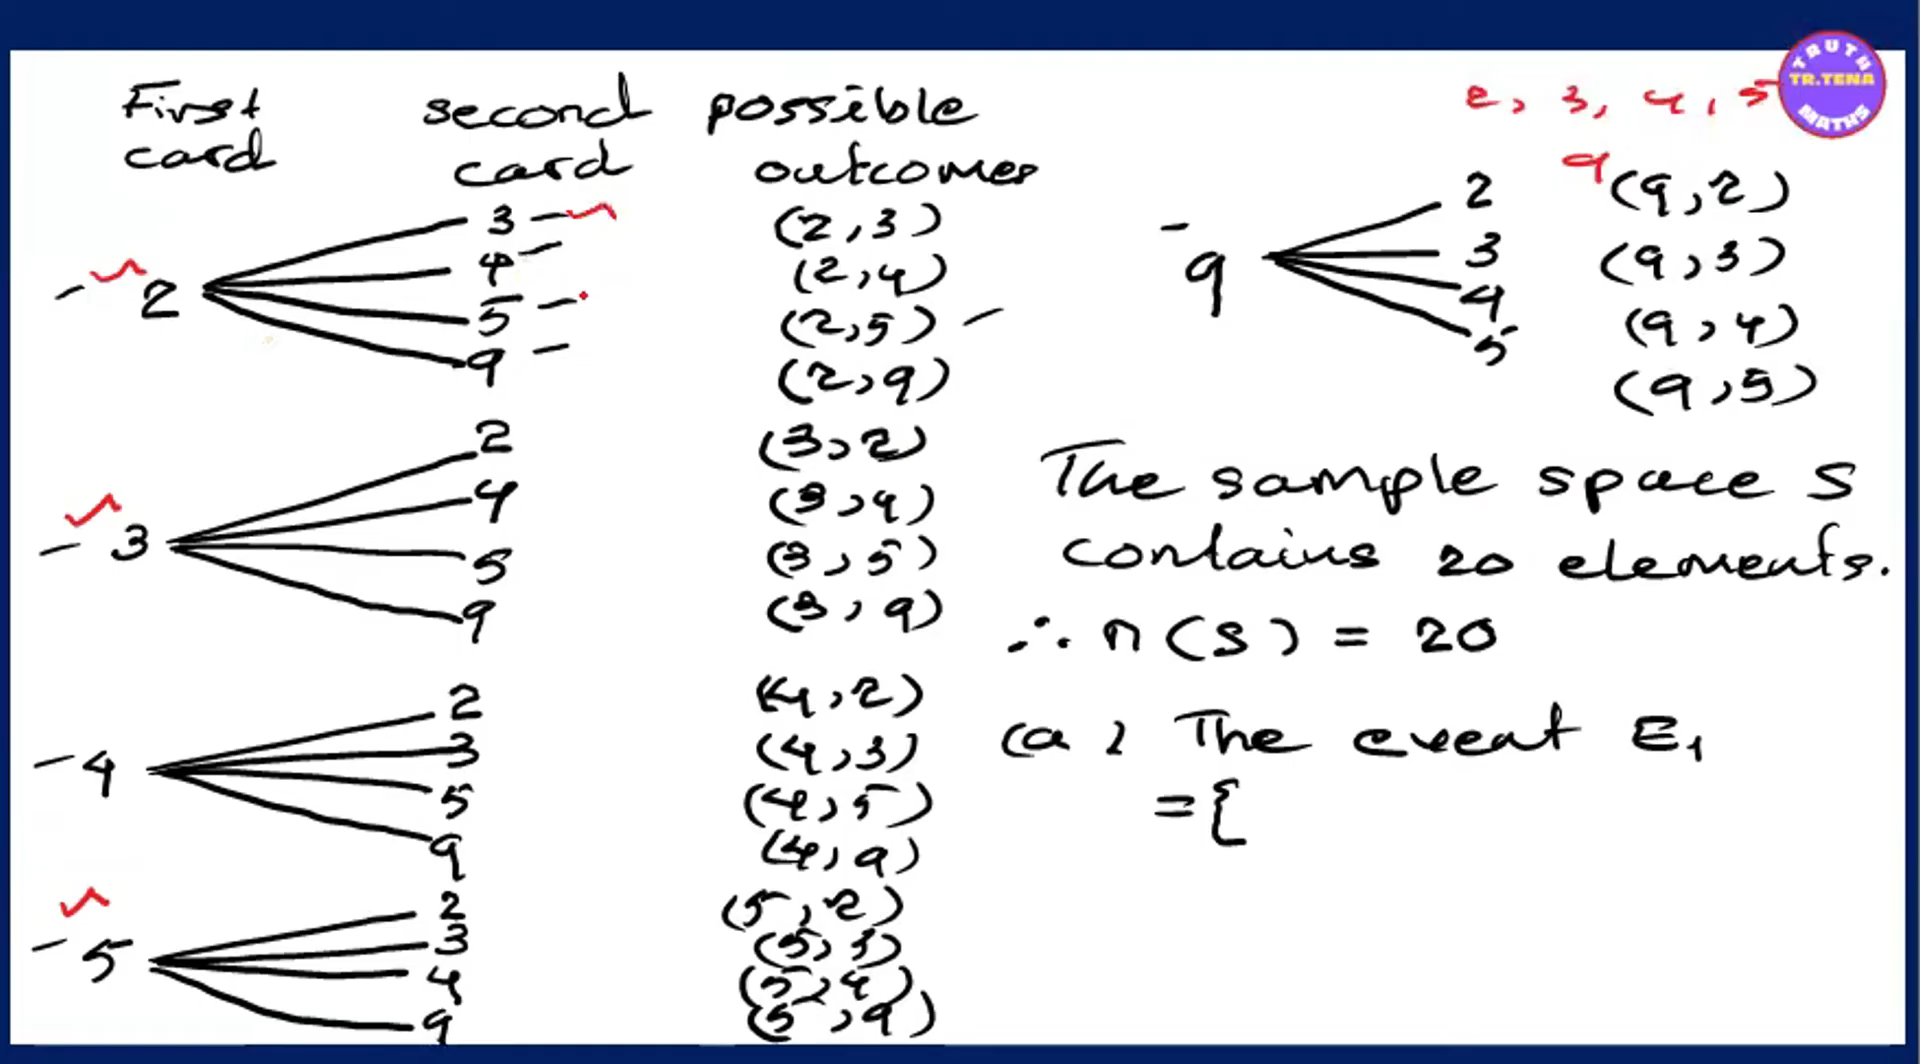 First second possible
card card outcomes
2 3 (2,3)
4 (2,4)
5 (2,5)
9 (2,9)
3 2 (3,2)
4 (3,4)
5 (3,5)
9 (3,9)
4 2 (4,2)
3 (4,3)
5 (4,5)
9 (4,9)
5 2 (5,2)
3 (5,3)
4 (5,4)
9 (5,9)
2, 3, 4, 5
9
TRUTH
TR.TENA
MATHS
9 2 (9,2)
3 (9,3)
4 (9,4)
5 (9,5)
The sample space S
contains 20 elements.
∴ n(S) = 20
(a) The event E₁
= {